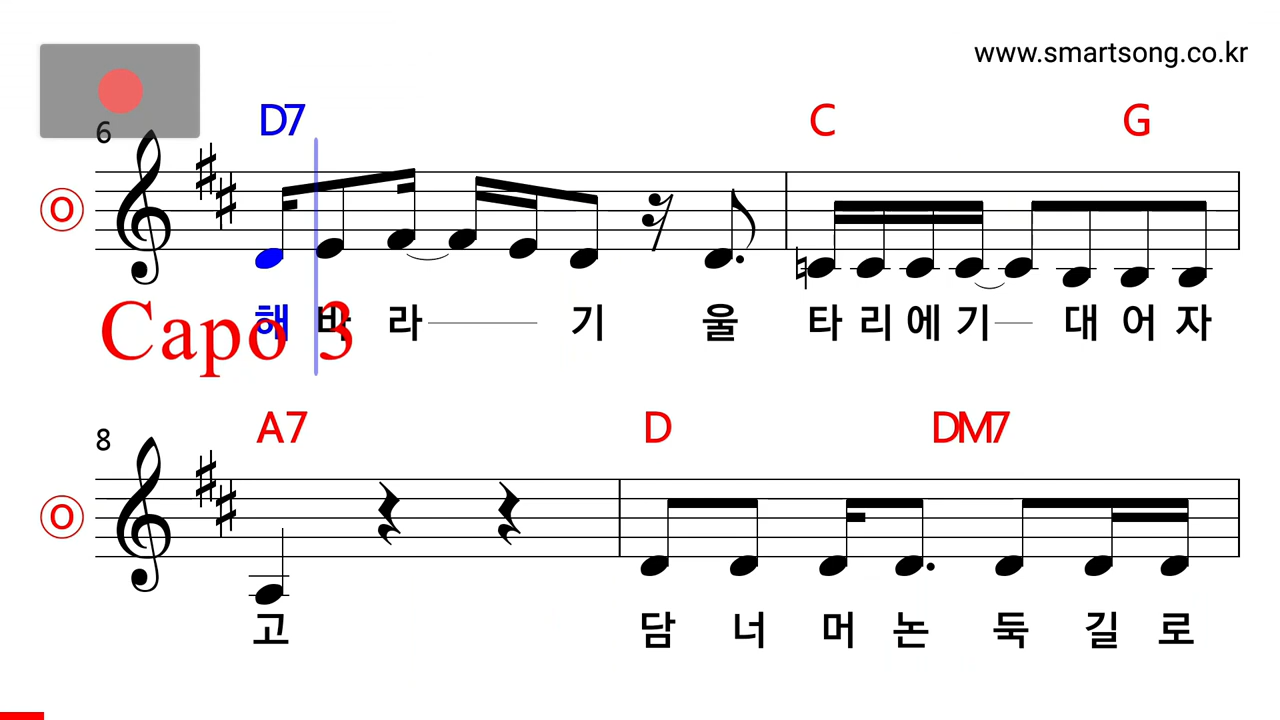 www.smartsong.co.kr
6 D7 C G
O
해 바 라 기 울 타 리 에 기 대 어 자
Capo 3
8 A7 D DM7
O
고 담 너 머 논 둑 길 로